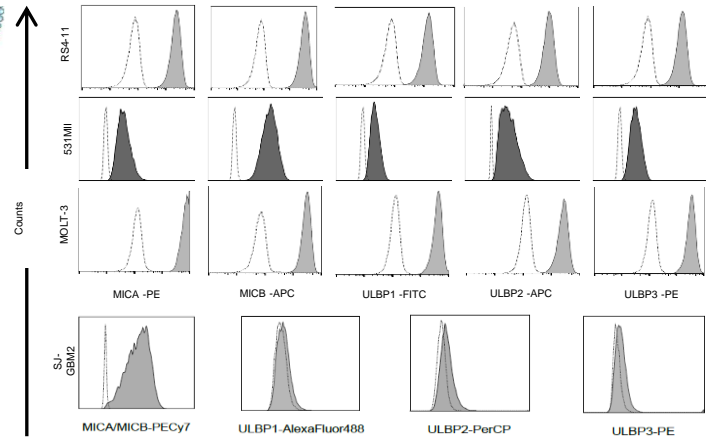 RS4-11
531MII
Counts
MOLT-3
MICA -PE MICB -APC ULBP1 -FITC ULBP2 -APC ULBP3 -PE
SJ-
GBM2
MICA/MICB-PECy7 ULBP1-AlexaFluor488 ULBP2-PerCP ULBP3-PE